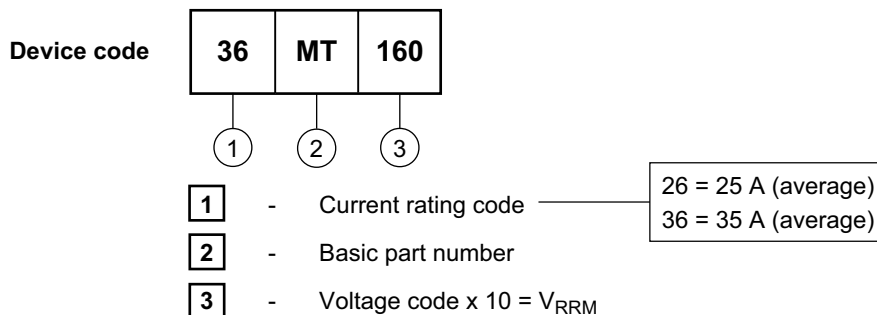 Device code 36 MT 160
1 2 3
1 - Current rating code
26 = 25 A (average)
36 = 35 A (average)
2 - Basic part number
3 - Voltage code x 10 = VRRM